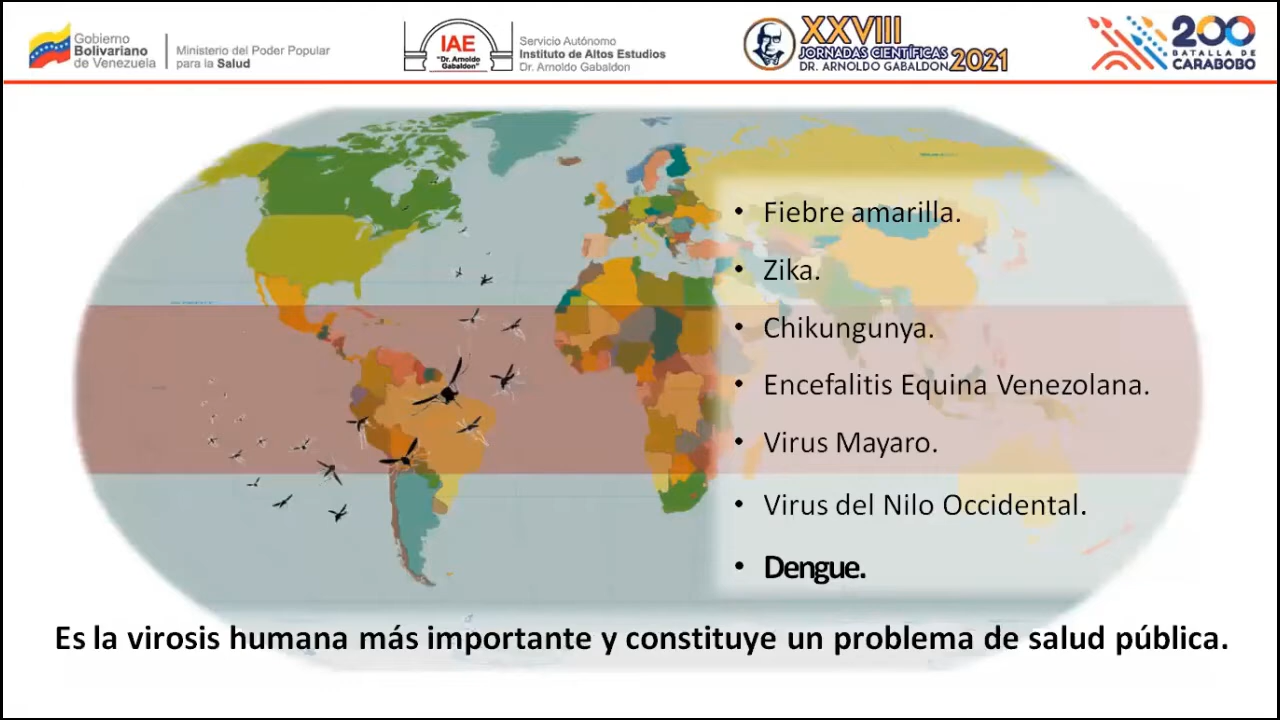 Gobierno
Bolivariano
de Venezuela
Ministerio del Poder Popular
para la Salud
IAE
"Dr. Arnoldo
Gabaldon"
Servicio Autónomo
Instituto de Altos Estudios
Dr. Arnoldo Gabaldon
XXVIII
JORNADAS CIENTÍFICAS
DR. ARNOLDO GABALDON 2021
200
BATALLA DE
CARABOBO
• Fiebre amarilla.
• Zika.
• Chikungunya.
• Encefalitis Equina Venezolana.
• Virus Mayaro.
• Virus del Nilo Occidental.
• Dengue.
Es la virosis humana más importante y constituye un problema de salud pública.